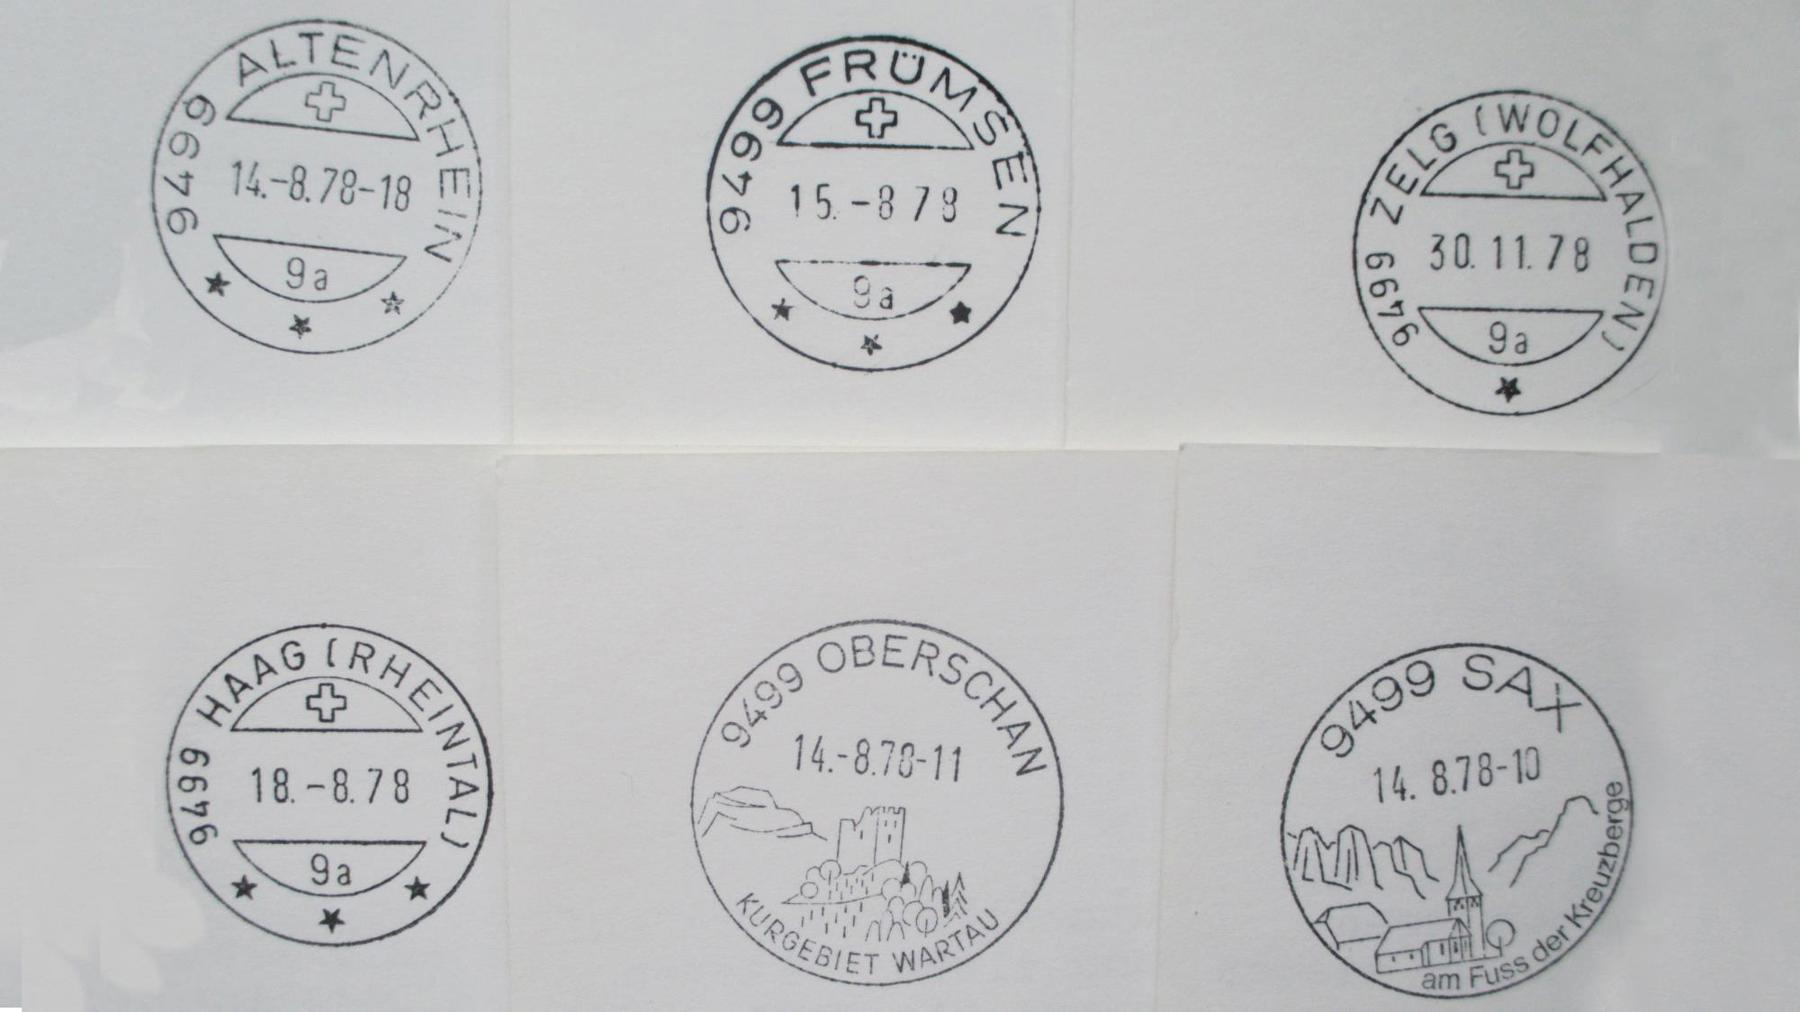 9499 ALTENRHEIN
14.-8.78-18
9a
9499 FRÜMSEN
15.-8 78
9a
9499 ZELG (WOLFHALDEN)
30.11.78
9a
9499 HAAG (RHEINTAL)
18.-8.78
9a
9499 OBERSCHAN
14.-8.78-11
KURGEBIET WARTAU
9499 SAX
14. 8.78-10
am Fuss der Kreuzberge